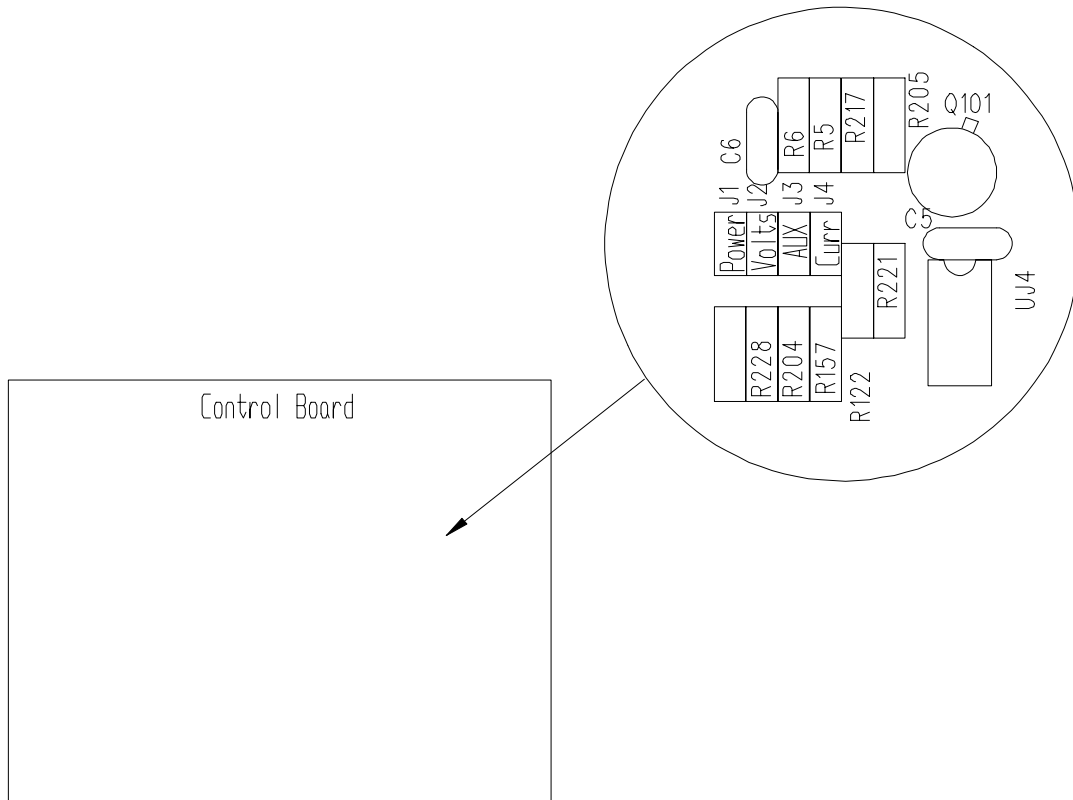 R205
Q101
R217
R5
R6
C6
J1
J2
J3
J4
C5
Power
Volts
AUX
Curr
R221
UJ4
R228
R204
R157
R122
Control Board